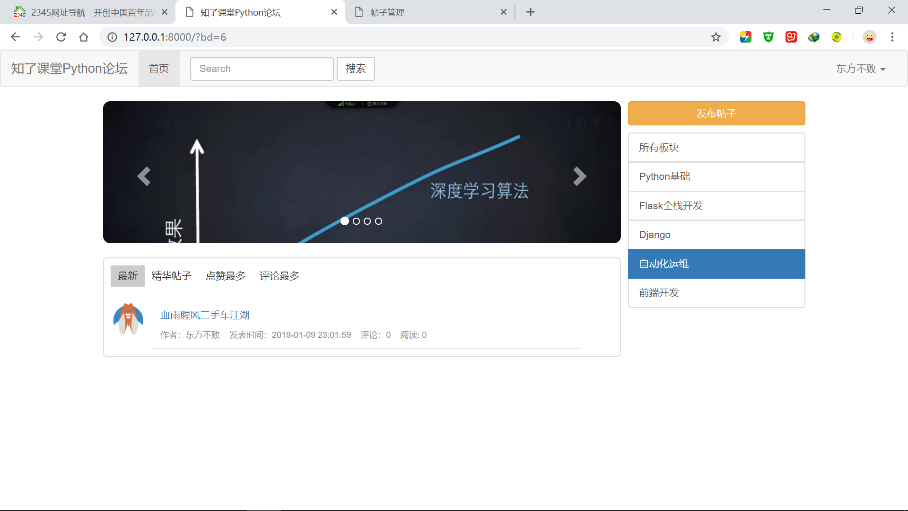 2345网址导航 开创中国百年品
知了课堂Python论坛
帖子管理
127.0.0.1:8000/?bd=6
知了课堂Python论坛
首页
Search
搜索
东方不败
深度学习算法
效果
发布帖子
所有板块
Python基础
Flask全栈开发
Django
自动化运维
前端开发
最新 精华帖子 点赞最多 评论最多
血雨腥风二手车江湖
作者：东方不败 发表时间：2019-01-09 23:01:59 评论：0 阅读: 0